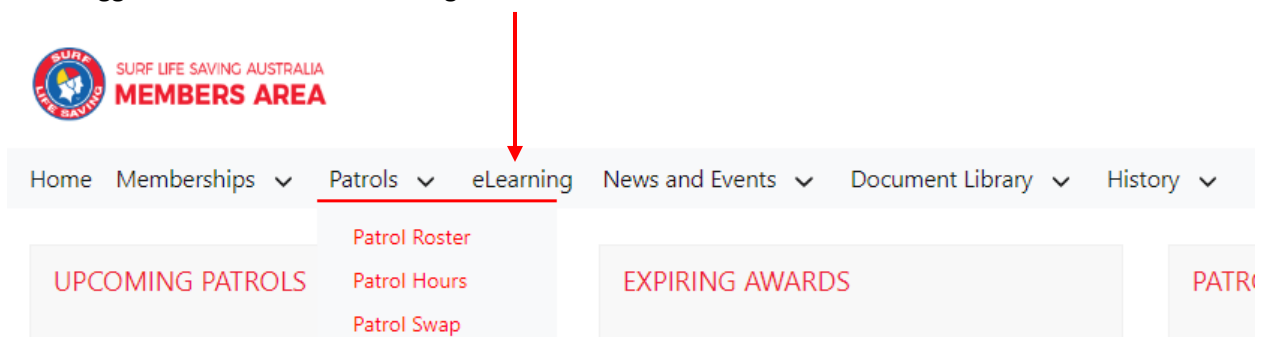 SURF LIFE SAVING
SURF LIFE SAVING AUSTRALIA
MEMBERS AREA
Home Memberships Patrols eLearning News and Events Document Library History
Patrol Roster
UPCOMING PATROLS Patrol Hours EXPIRING AWARDS
Patrol Swap